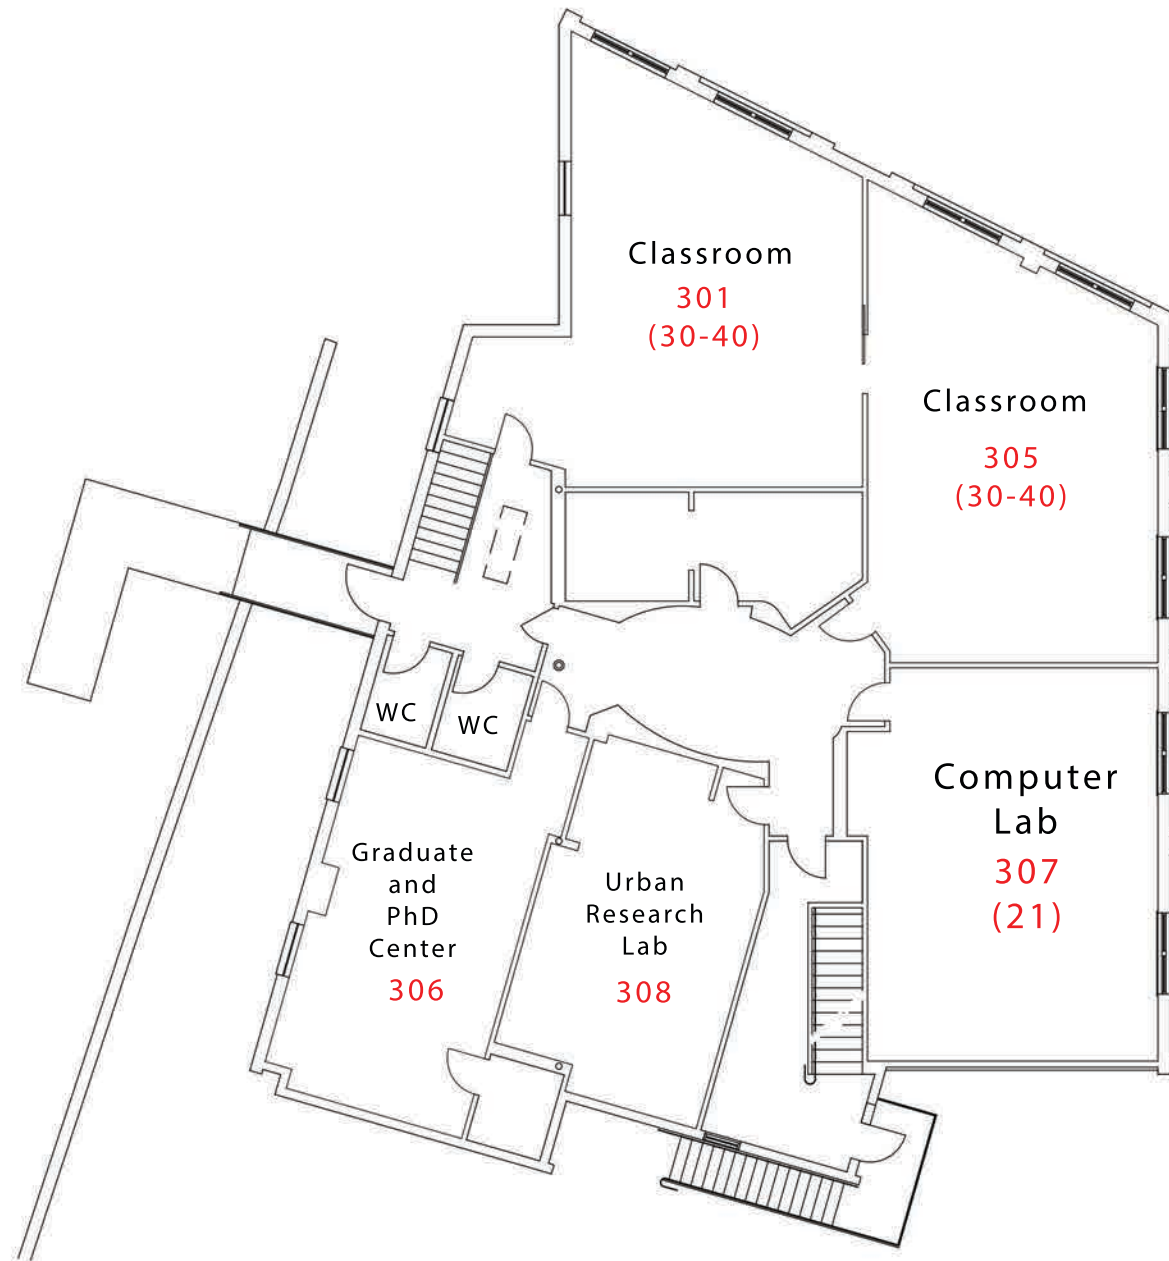 Classroom
301
(30-40)
Classroom
305
(30-40)
WC
WC
Computer
Lab
307
(21)
Graduate
and
PhD
Center
306
Urban
Research
Lab
308